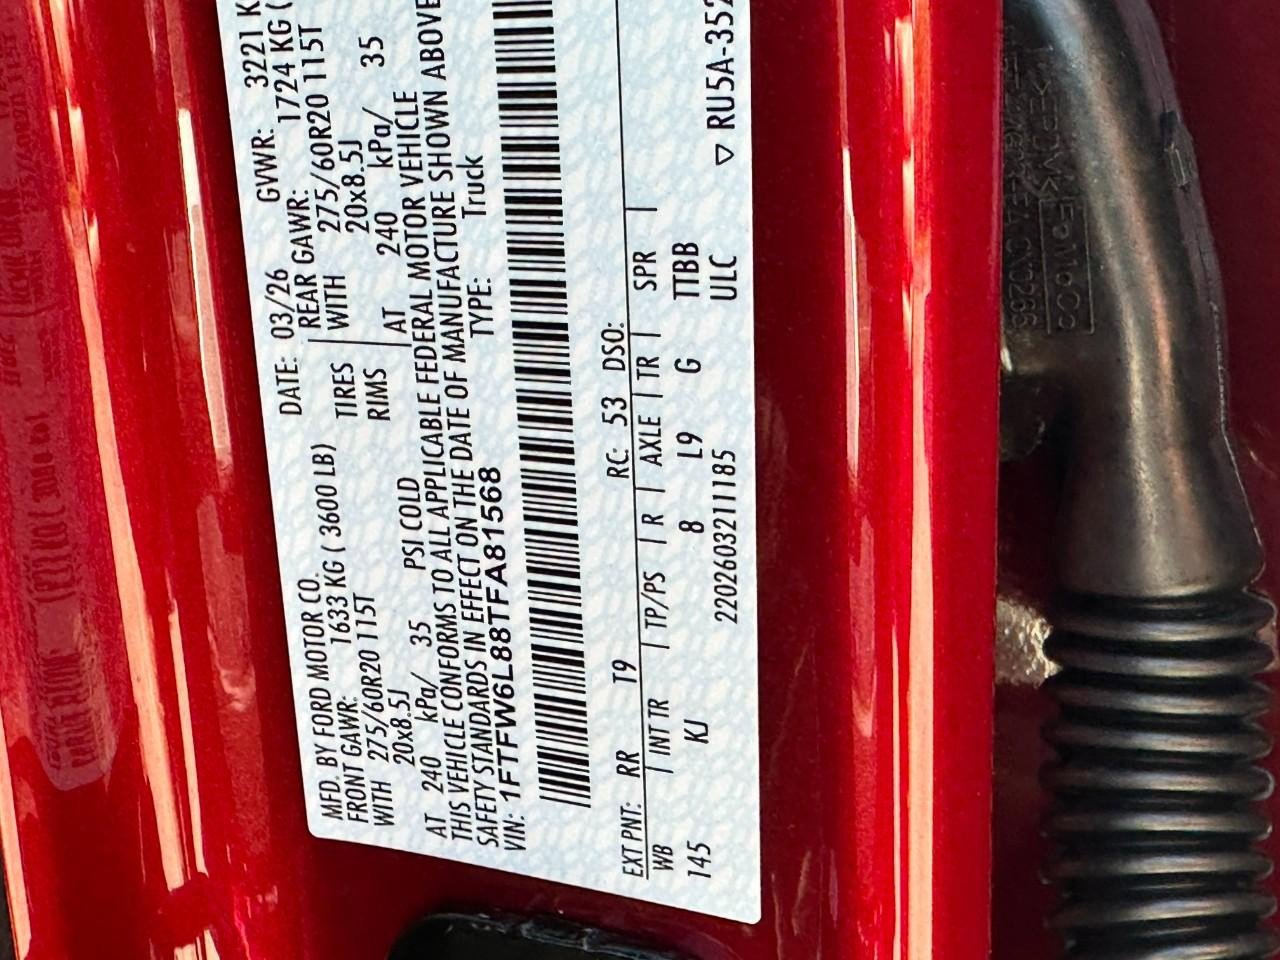 MFD. BY FORD MOTOR CO.
DATE: 03/26 GVWR: 3221 K
FRONT GAWR: 1633 KG ( 3600 LB) REAR GAWR: 1724 KG (
WITH 275/60R20 115T TIRES WITH 275/60R20 115T
20x8.5J RIMS 20x8.5J
AT 240 kPa/ 35 PSI COLD AT 240 kPa/ 35
THIS VEHICLE CONFORMS TO ALL APPLICABLE FEDERAL MOTOR VEHICLE
SAFETY STANDARDS IN EFFECT ON THE DATE OF MANUFACTURE SHOWN ABOVE
VIN: 1FTFW6L88TFA81568 TYPE: Truck
EXT PNT: RR T9 RC: 53 DSO:
WB INT TR TP/PS R AXLE TR SPR
145 KJ 8 L9 G TTBB
2202603211185 ULC
▽ RU5A-352